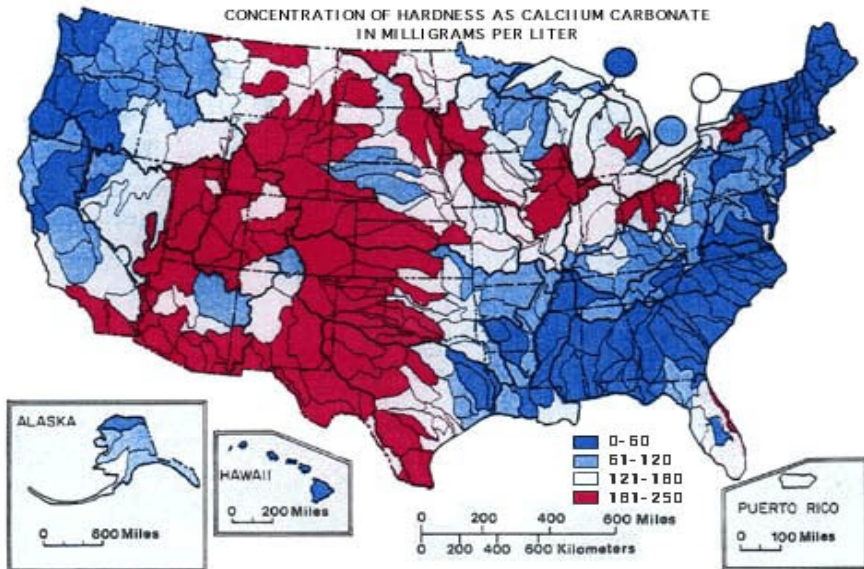 CONCENTRATION OF HARDNESS AS CALCIIUM CARBONATE
IN MILLIGRAMS PER LITER
ALASKA
0 600 Miles
HAWAII
0 200 Miles
0-60
61-120
121-180
181-250
0 200 400 600 Miles
0 200 400 600 Kilometers
PUERTO RICO
0 100 Miles